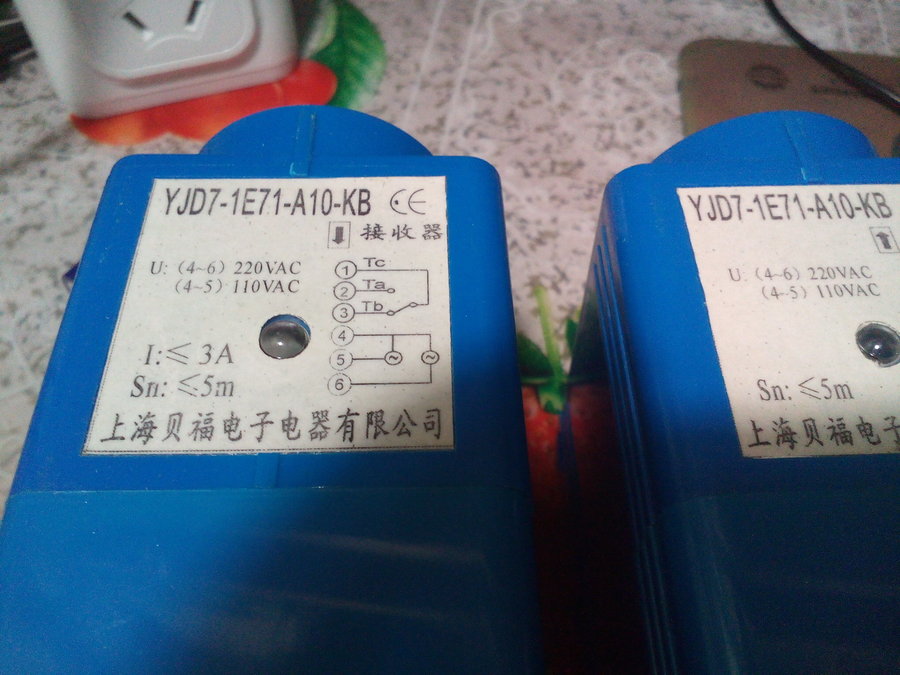 YJD7-1E71-A10-KB CE
接收器
U:（4~6）220VAC
（4~5）110VAC
I:≤ 3A
Sn: ≤5m
1 Tc
2 Ta
3 Tb
4
5
6
上海贝福电子电器有限公司
YJD7-1E71-A10-KB
U:（4~6）220VAC
（4~5）110VAC
Sn: ≤5m
上海贝福电子